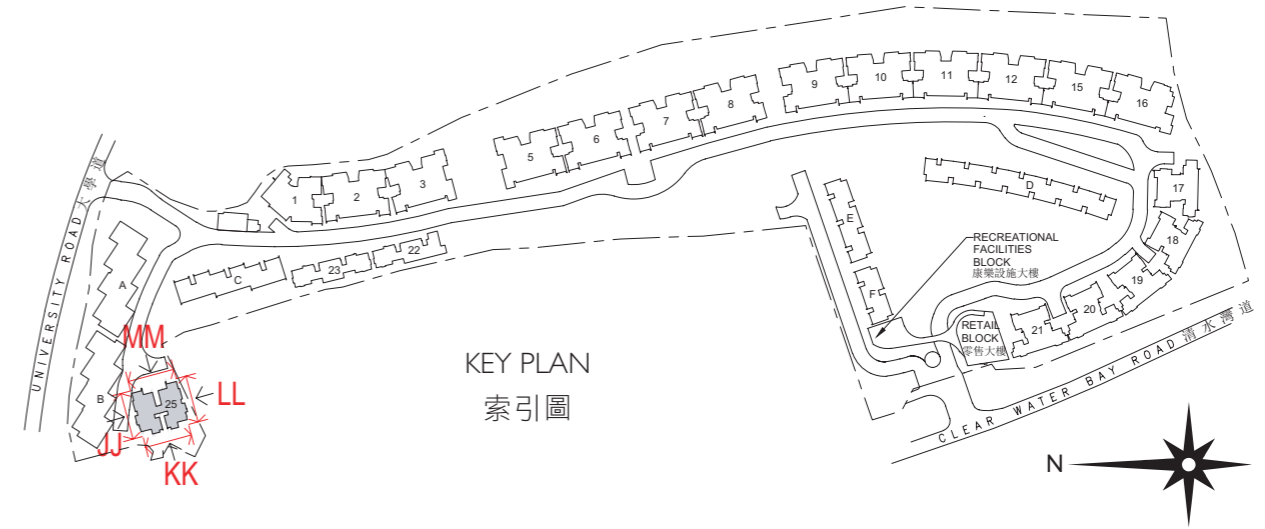 9
10
11
12
15
16
8
7
6
5
3
2
1
17
18
19
20
21
D
E
F
22
23
C
A
B
25
UNIVERSITY ROAD 大學道
RECREATIONAL
FACILITIES
BLOCK
康樂設施大樓
RETAIL
BLOCK
零售大樓
CLEAR WATER BAY ROAD 清水灣道
MM
LL
JJ
KK
KEY PLAN
索引圖
N